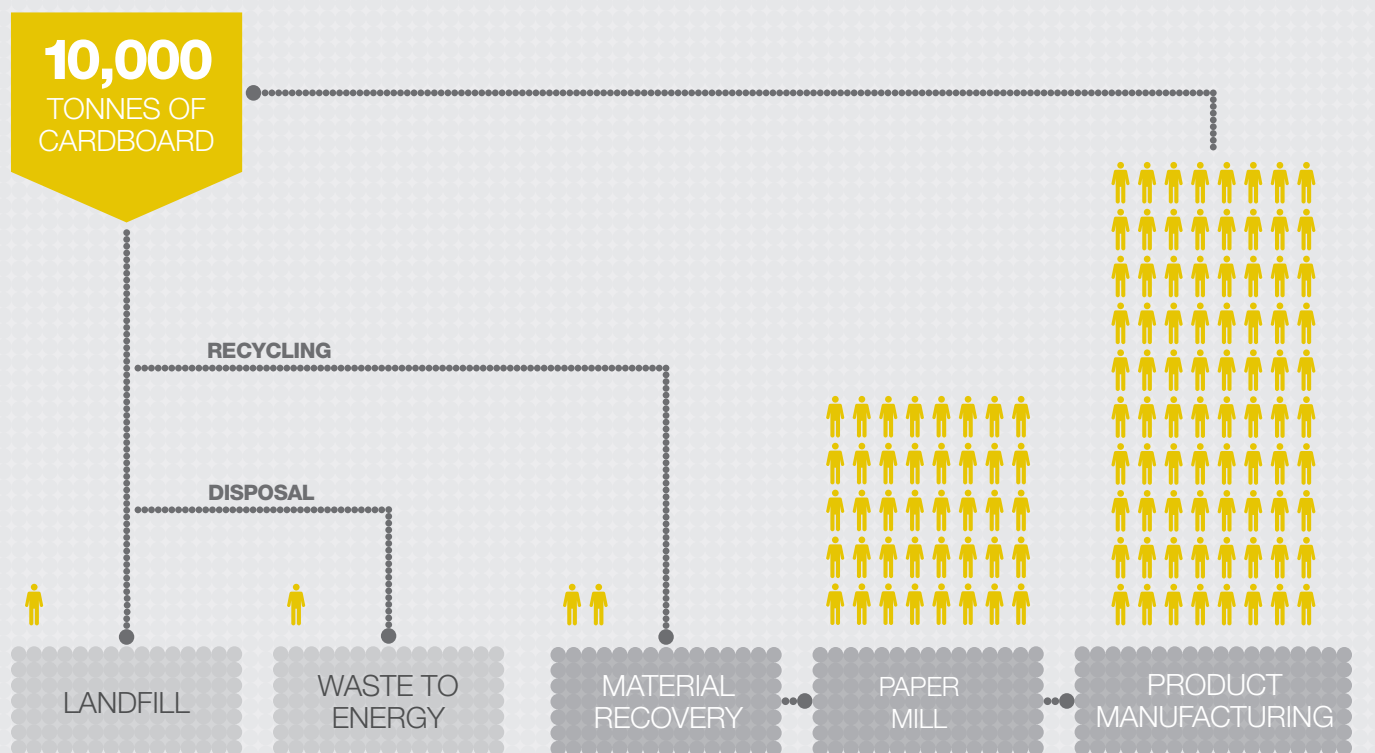 10,000
TONNES OF
CARDBOARD
RECYCLING
DISPOSAL
LANDFILL
WASTE TO
ENERGY
MATERIAL
RECOVERY
PAPER
MILL
PRODUCT
MANUFACTURING